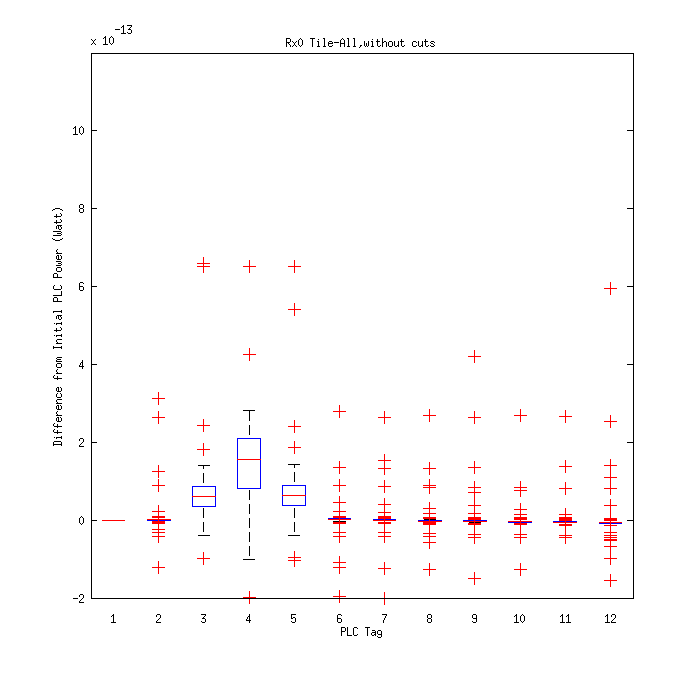 x 10-13
Rx0 Tile-All,without cuts
Difference from Initial PLC Power (Watt)
10
8
6
4
2
0
-2
1 2 3 4 5 6 7 8 9 10 11 12
PLC Tag